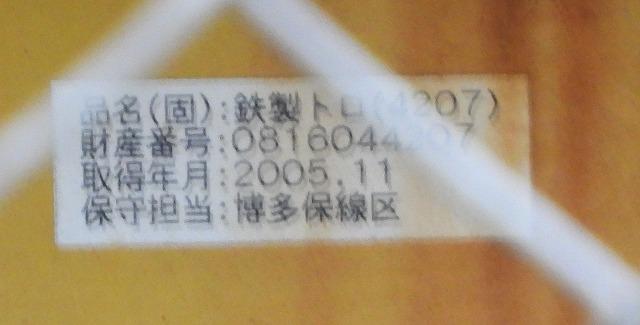 品名(固):鉄製トロ(4207)
財産番号:0816044207
取得年月:2005.11
保守担当:博多保線区